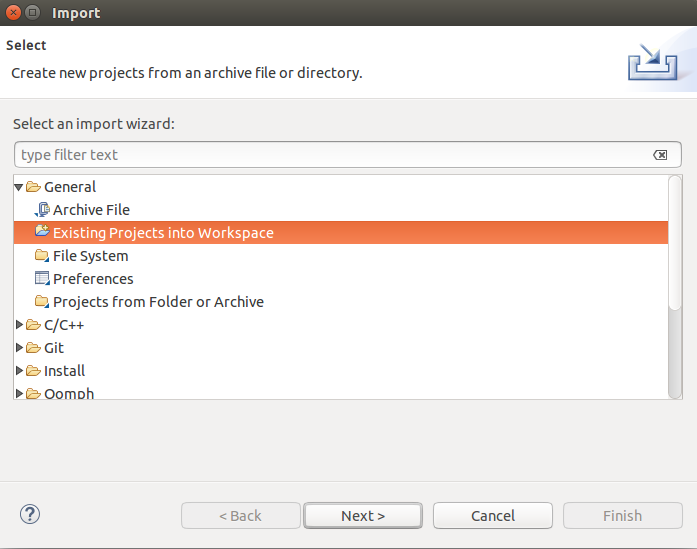 Import
Select
Create new projects from an archive file or directory.
Select an import wizard:
type filter text
General
Archive File
Existing Projects into Workspace
File System
Preferences
Projects from Folder or Archive
C/C++
Git
Install
Oomph
? < Back Next > Cancel Finish